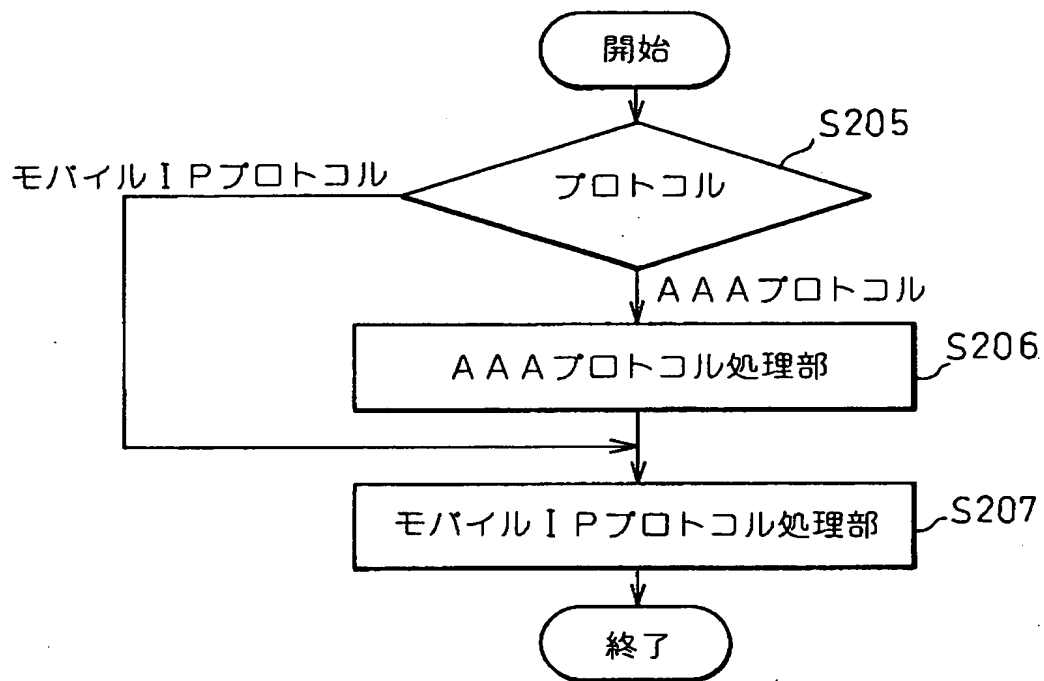 開始
S205
モバイルＩＰプロトコル
プロトコル
ＡＡＡプロトコル
ＡＡＡプロトコル処理部
S206
モバイルＩＰプロトコル処理部
S207
終了